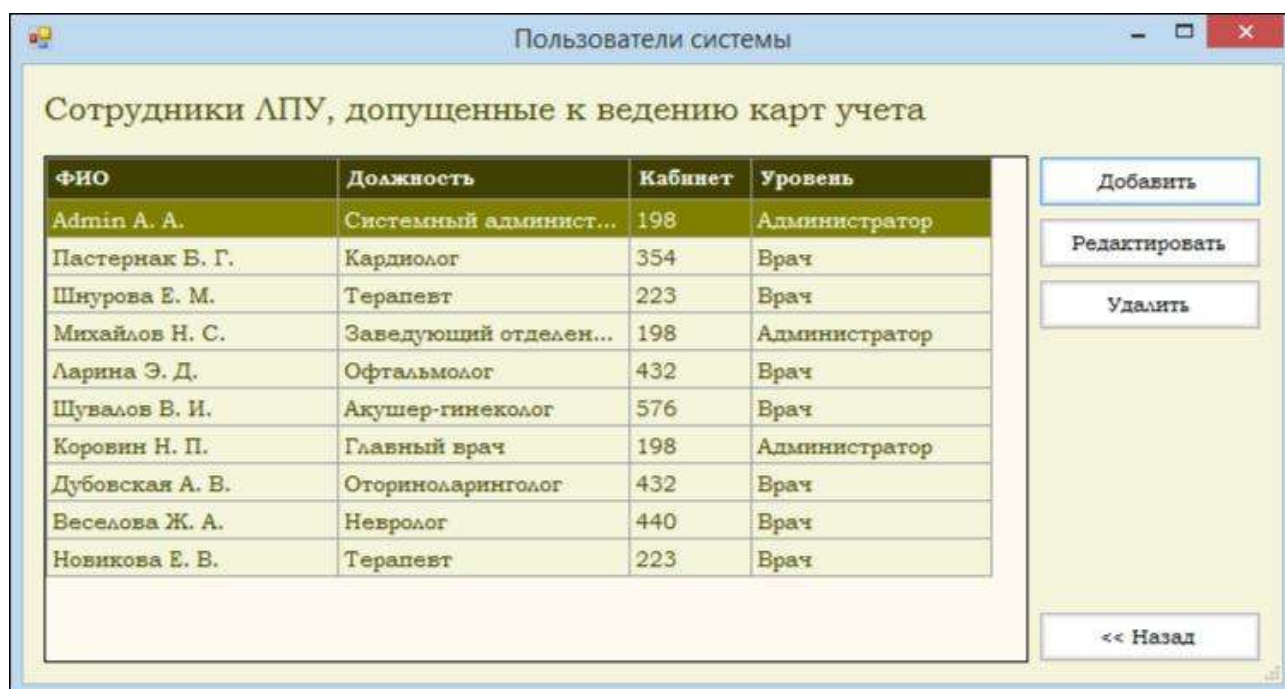 Пользователи системы
Сотрудники ЛПУ, допущенные к ведению карт учета
ФИО Должность Кабинет Уровень
Admin A. A. Системный админист... 198 Администратор
Пастернак В. Г. Кардиолог 354 Врач
Шнурова Е. М. Терапевт 223 Врач
Михайлов Н. С. Заведующий отделен... 198 Администратор
Ларина Э. Д. Офтальмолог 432 Врач
Шувалов В. И. Акушер-гинеколог 576 Врач
Коровин Н. П. Главный врач 198 Администратор
Дубовская А. В. Оториноларинголог 432 Врач
Веселова Ж. А. Невролог 440 Врач
Новикова Е. В. Терапевт 223 Врач
Добавить
Редактировать
Удалить
<< Назад